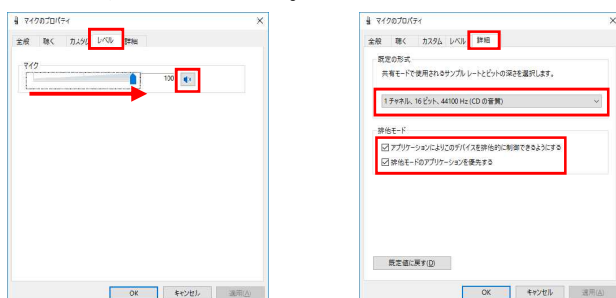 マイクのプロパティ
全般 聴く カスタム レベル 詳細
マイク
100
OK キャンセル 適用(A)
マイクのプロパティ
全般 聴く カスタム レベル 詳細
既定の形式
共有モードで使用されるサンプル レートとビットの深さを選択します。
1 チャネル、16 ビット、44100 Hz (CD の音質)
排他モード
アプリケーションによりこのデバイスを排他的に制御できるようにする
排他モードのアプリケーションを優先する
既定値に戻す(D)
OK キャンセル 適用(A)